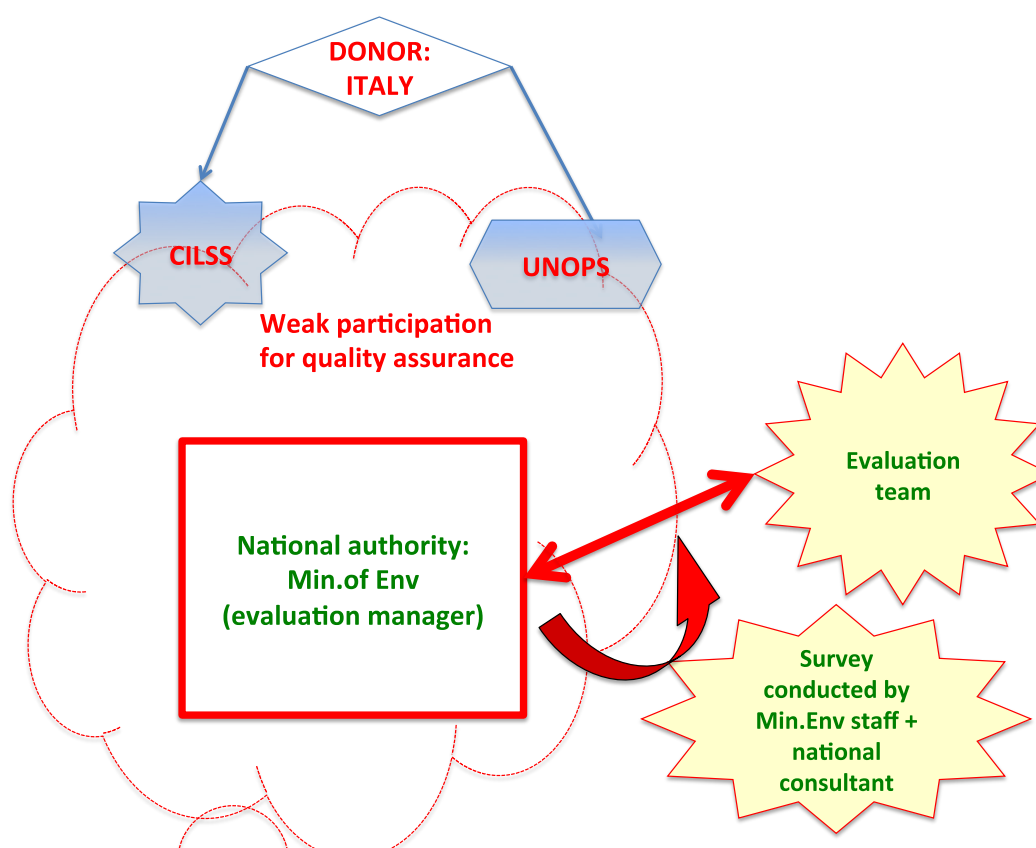 DONOR:
ITALY
CILSS
UNOPS
Weak participation
for quality assurance
Evaluation
team
National authority:
Min.of Env
(evaluation manager)
Survey
conducted by
Min.Env staff +
national
consultant